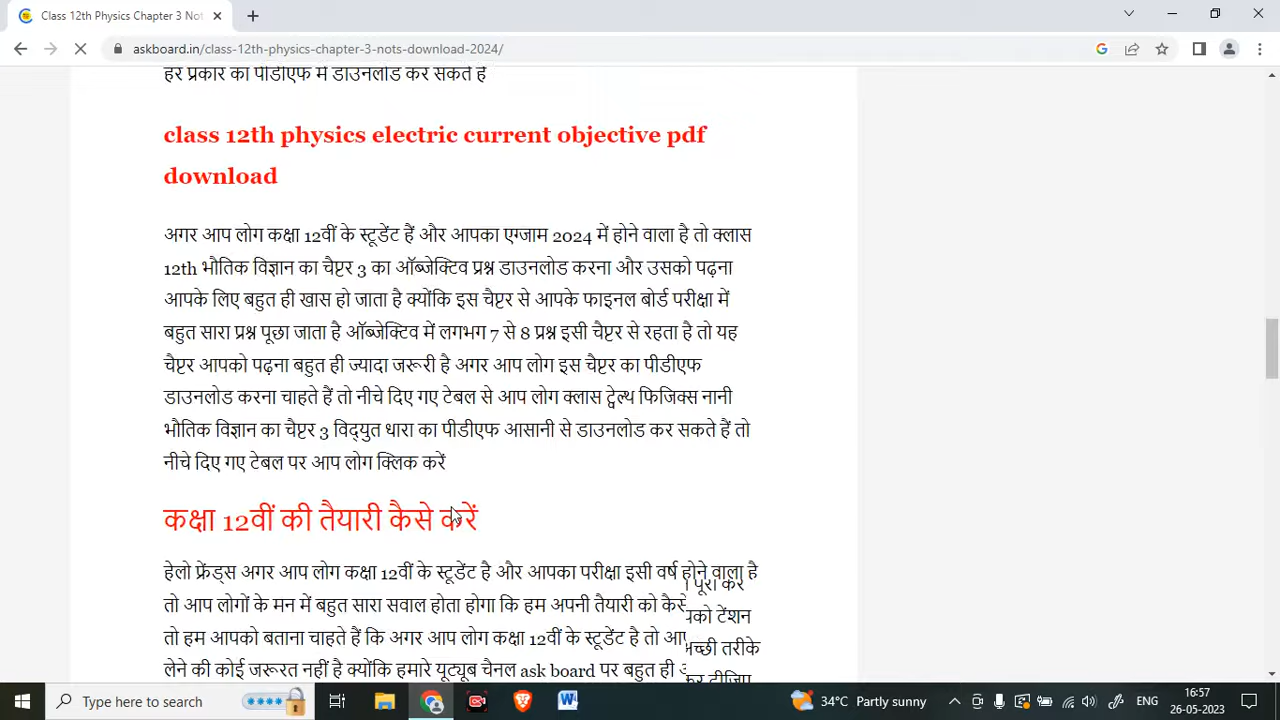 Class 12th Physics Chapter 3 Not
askboard.in/class-12th-physics-chapter-3-nots-download-2024/
हर प्रकार का पीडीएफ में डाउनलोड कर सकते हैं
class 12th physics electric current objective pdf
download
अगर आप लोग कक्षा 12वीं के स्टूडेंट हैं और आपका एग्जाम 2024 में होने वाला है तो क्लास
12th भौतिक विज्ञान का चैप्टर 3 का ऑब्जेक्टिव प्रश्न डाउनलोड करना और उसको पढ़ना
आपके लिए बहुत ही खास हो जाता है क्योंकि इस चैप्टर से आपके फाइनल बोर्ड परीक्षा में
बहुत सारा प्रश्न पूछा जाता है ऑब्जेक्टिव में लगभग 7 से 8 प्रश्न इसी चैप्टर से रहता है तो यह
चैप्टर आपको पढ़ना बहुत ही ज्यादा जरूरी है अगर आप लोग इस चैप्टर का पीडीएफ
डाउनलोड करना चाहते हैं तो नीचे दिए गए टेबल से आप लोग क्लास ट्वेल्थ फिजिक्स नानी
भौतिक विज्ञान का चैप्टर 3 विद्युत धारा का पीडीएफ आसानी से डाउनलोड कर सकते हैं तो
नीचे दिए गए टेबल पर आप लोग क्लिक करें
कक्षा 12वीं की तैयारी कैसे करें
हेलो फ्रेंड्स अगर आप लोग कक्षा 12वीं के स्टूडेंट है और आपका परीक्षा इसी वर्ष होने वाला है
पूरा कर
तो आप लोगों के मन में बहुत सारा सवाल होता होगा कि हम अपनी तैयारी को कैसे
टेंशन
तो हम आपको बताना चाहते हैं कि अगर आप लोग कक्षा 12वीं के स्टूडेंट है तो
तरीके
लेने की कोई जरूरत नहीं है क्योंकि हमारे यूट्यूब चैनल ask board पर बहुत ही
Type here to search
34°C Partly sunny
ENG
16:57
26-05-2023